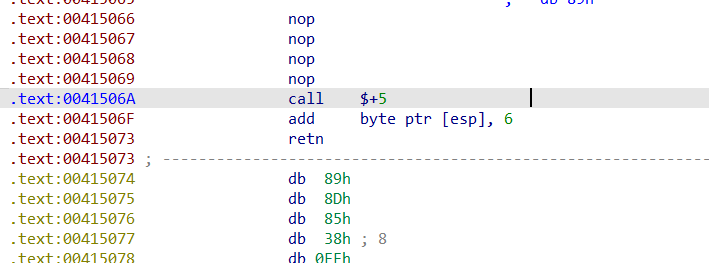 ; db 89h
.text:00415066 nop
.text:00415067 nop
.text:00415068 nop
.text:00415069 nop
.text:0041506A call $+5
.text:0041506F add byte ptr [esp], 6
.text:00415073 retn
.text:00415073 ; ---------------------------------------------------------------
.text:00415074 db 89h
.text:00415075 db 8Dh
.text:00415076 db 85h
.text:00415077 db 38h ; 8
.text:00415078 db 0FFh